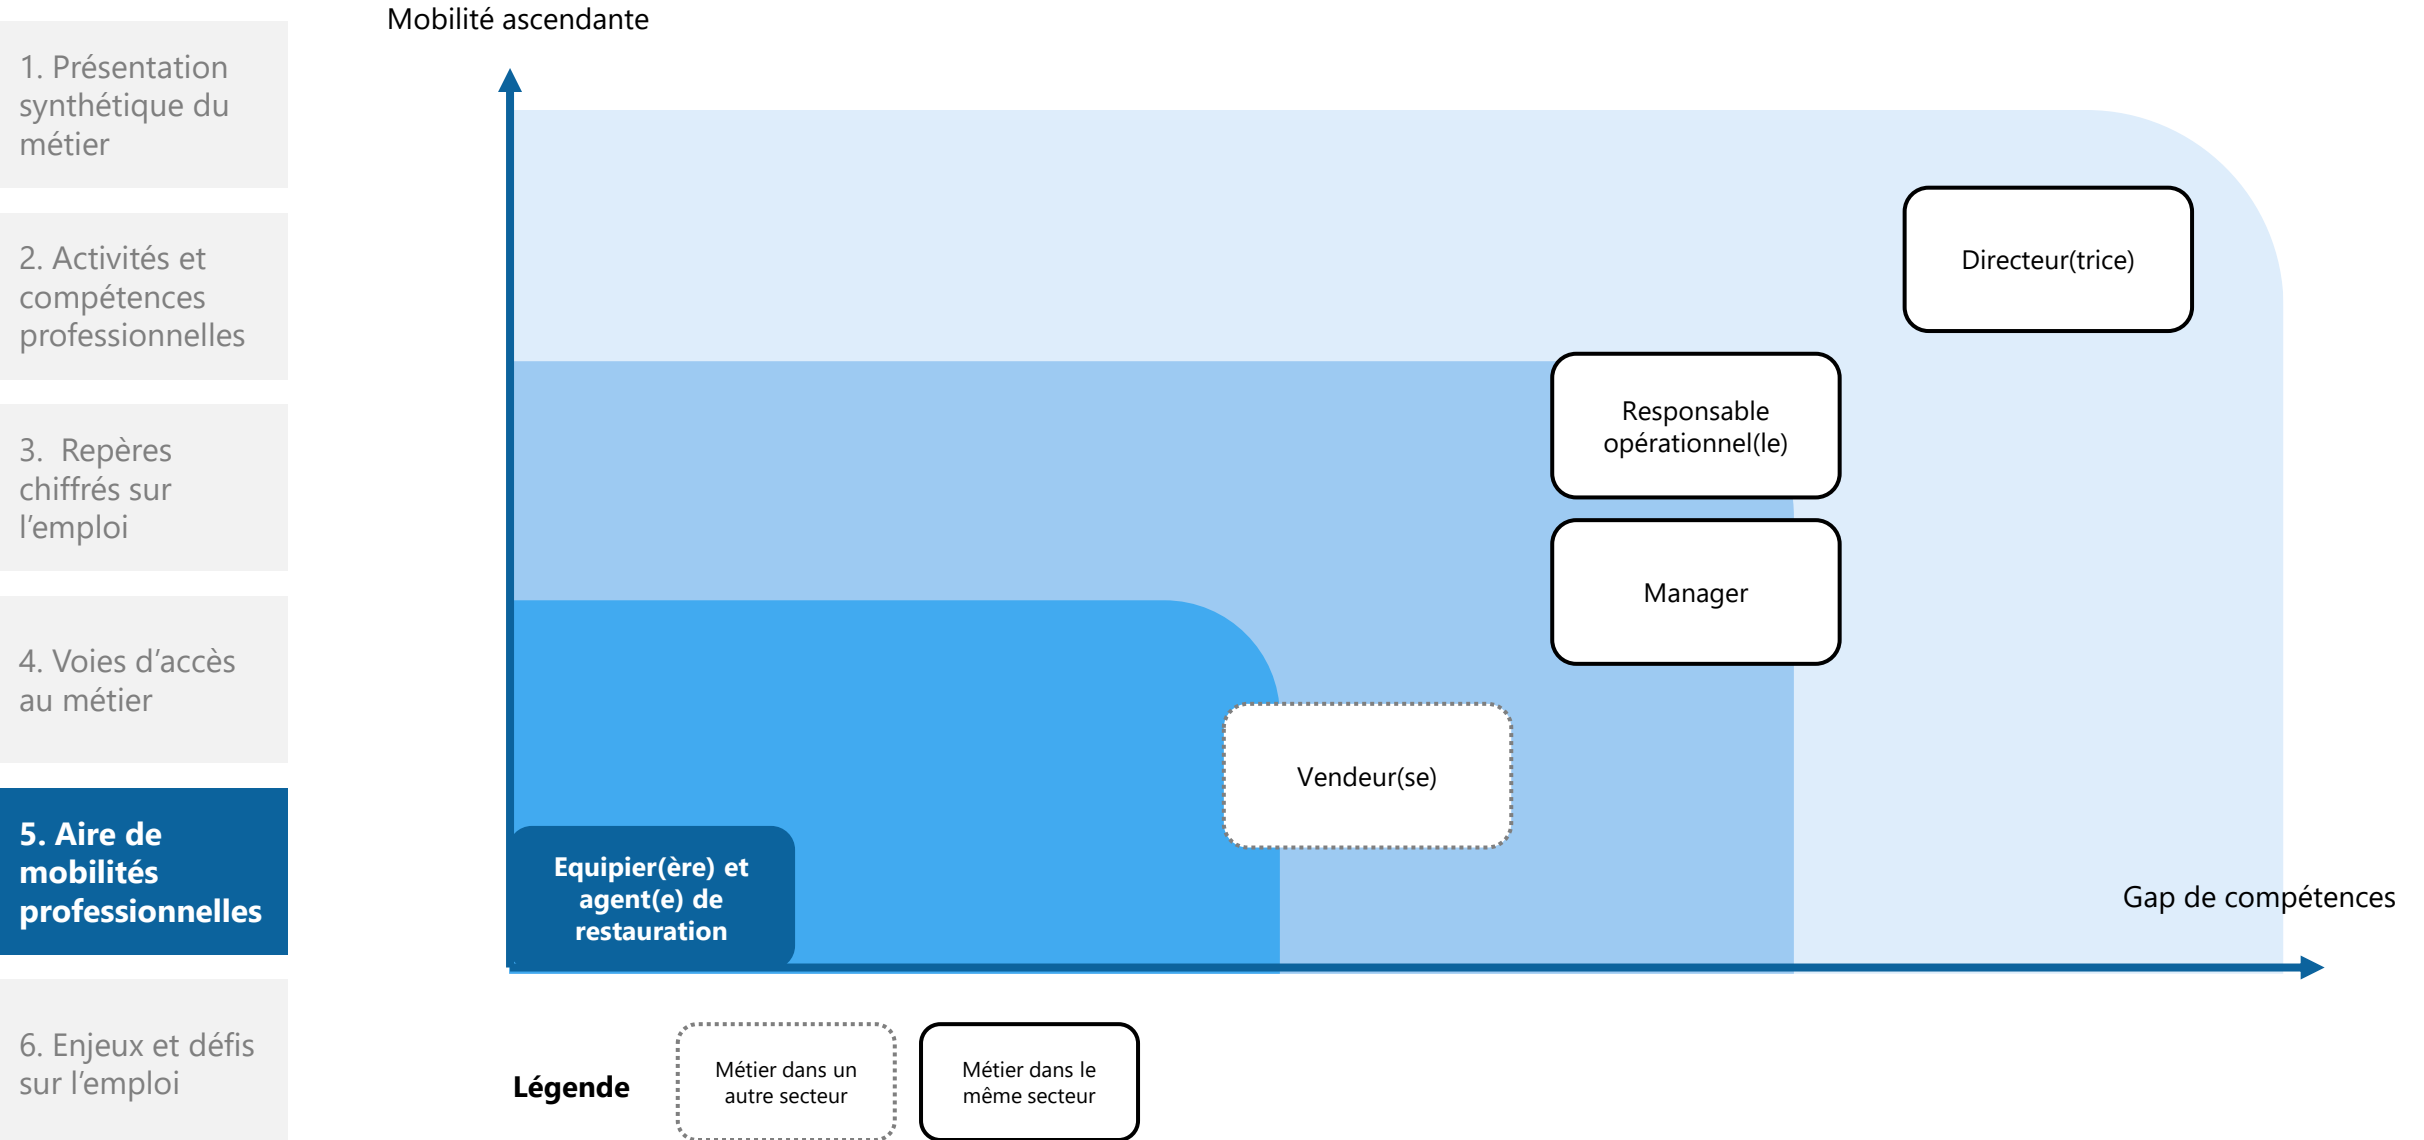 1. Présentation
synthétique du
métier
2. Activités et
compétences
professionnelles
3.  Repères
chiffrés sur
l’emploi
4. Voies d’accès
au métier
5. Aire de
mobilités
professionnelles
6. Enjeux et défis
sur l’emploi
Mobilité ascendante
Directeur(trice)
Responsable
opérationnel(le)
Manager
Vendeur(se)
Equipier(ère) et
agent(e) de
restauration
Gap de compétences
Légende
Métier dans un
autre secteur
Métier dans le
même secteur